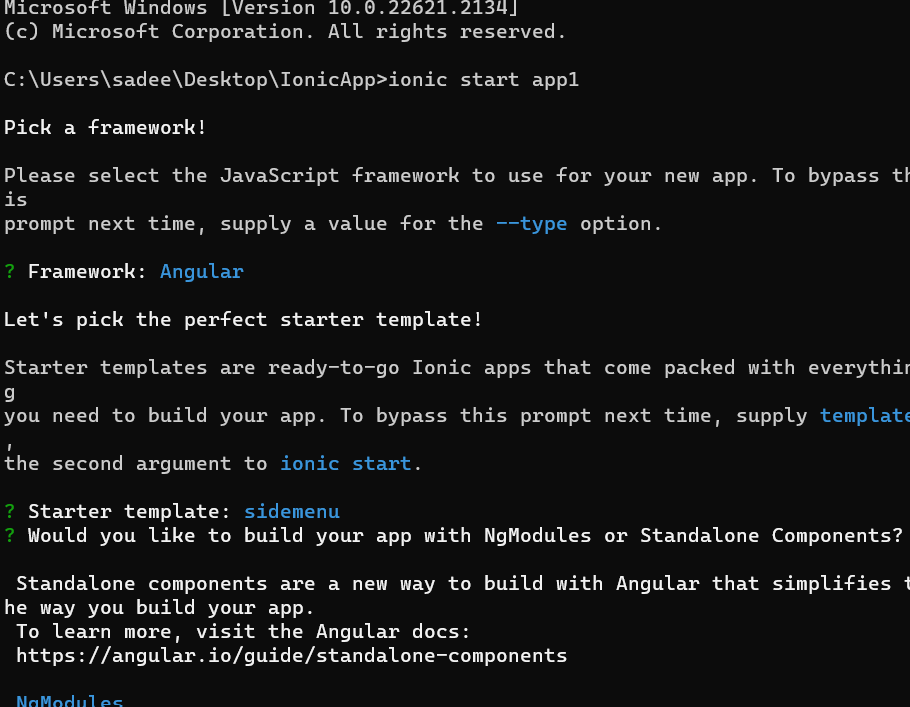 Microsoft Windows [Version 10.0.22621.2134]
(c) Microsoft Corporation. All rights reserved.
C:\Users\sadee\Desktop\IonicApp>ionic start app1
Pick a framework!
Please select the JavaScript framework to use for your new app. To bypass th
is
prompt next time, supply a value for the --type option.
? Framework: Angular
Let's pick the perfect starter template!
Starter templates are ready-to-go Ionic apps that come packed with everythin
g
you need to build your app. To bypass this prompt next time, supply template
,
the second argument to ionic start.
? Starter template: sidemenu
? Would you like to build your app with NgModules or Standalone Components?
Standalone components are a new way to build with Angular that simplifies t
he way you build your app.
To learn more, visit the Angular docs:
https://angular.io/guide/standalone-components
NgModules